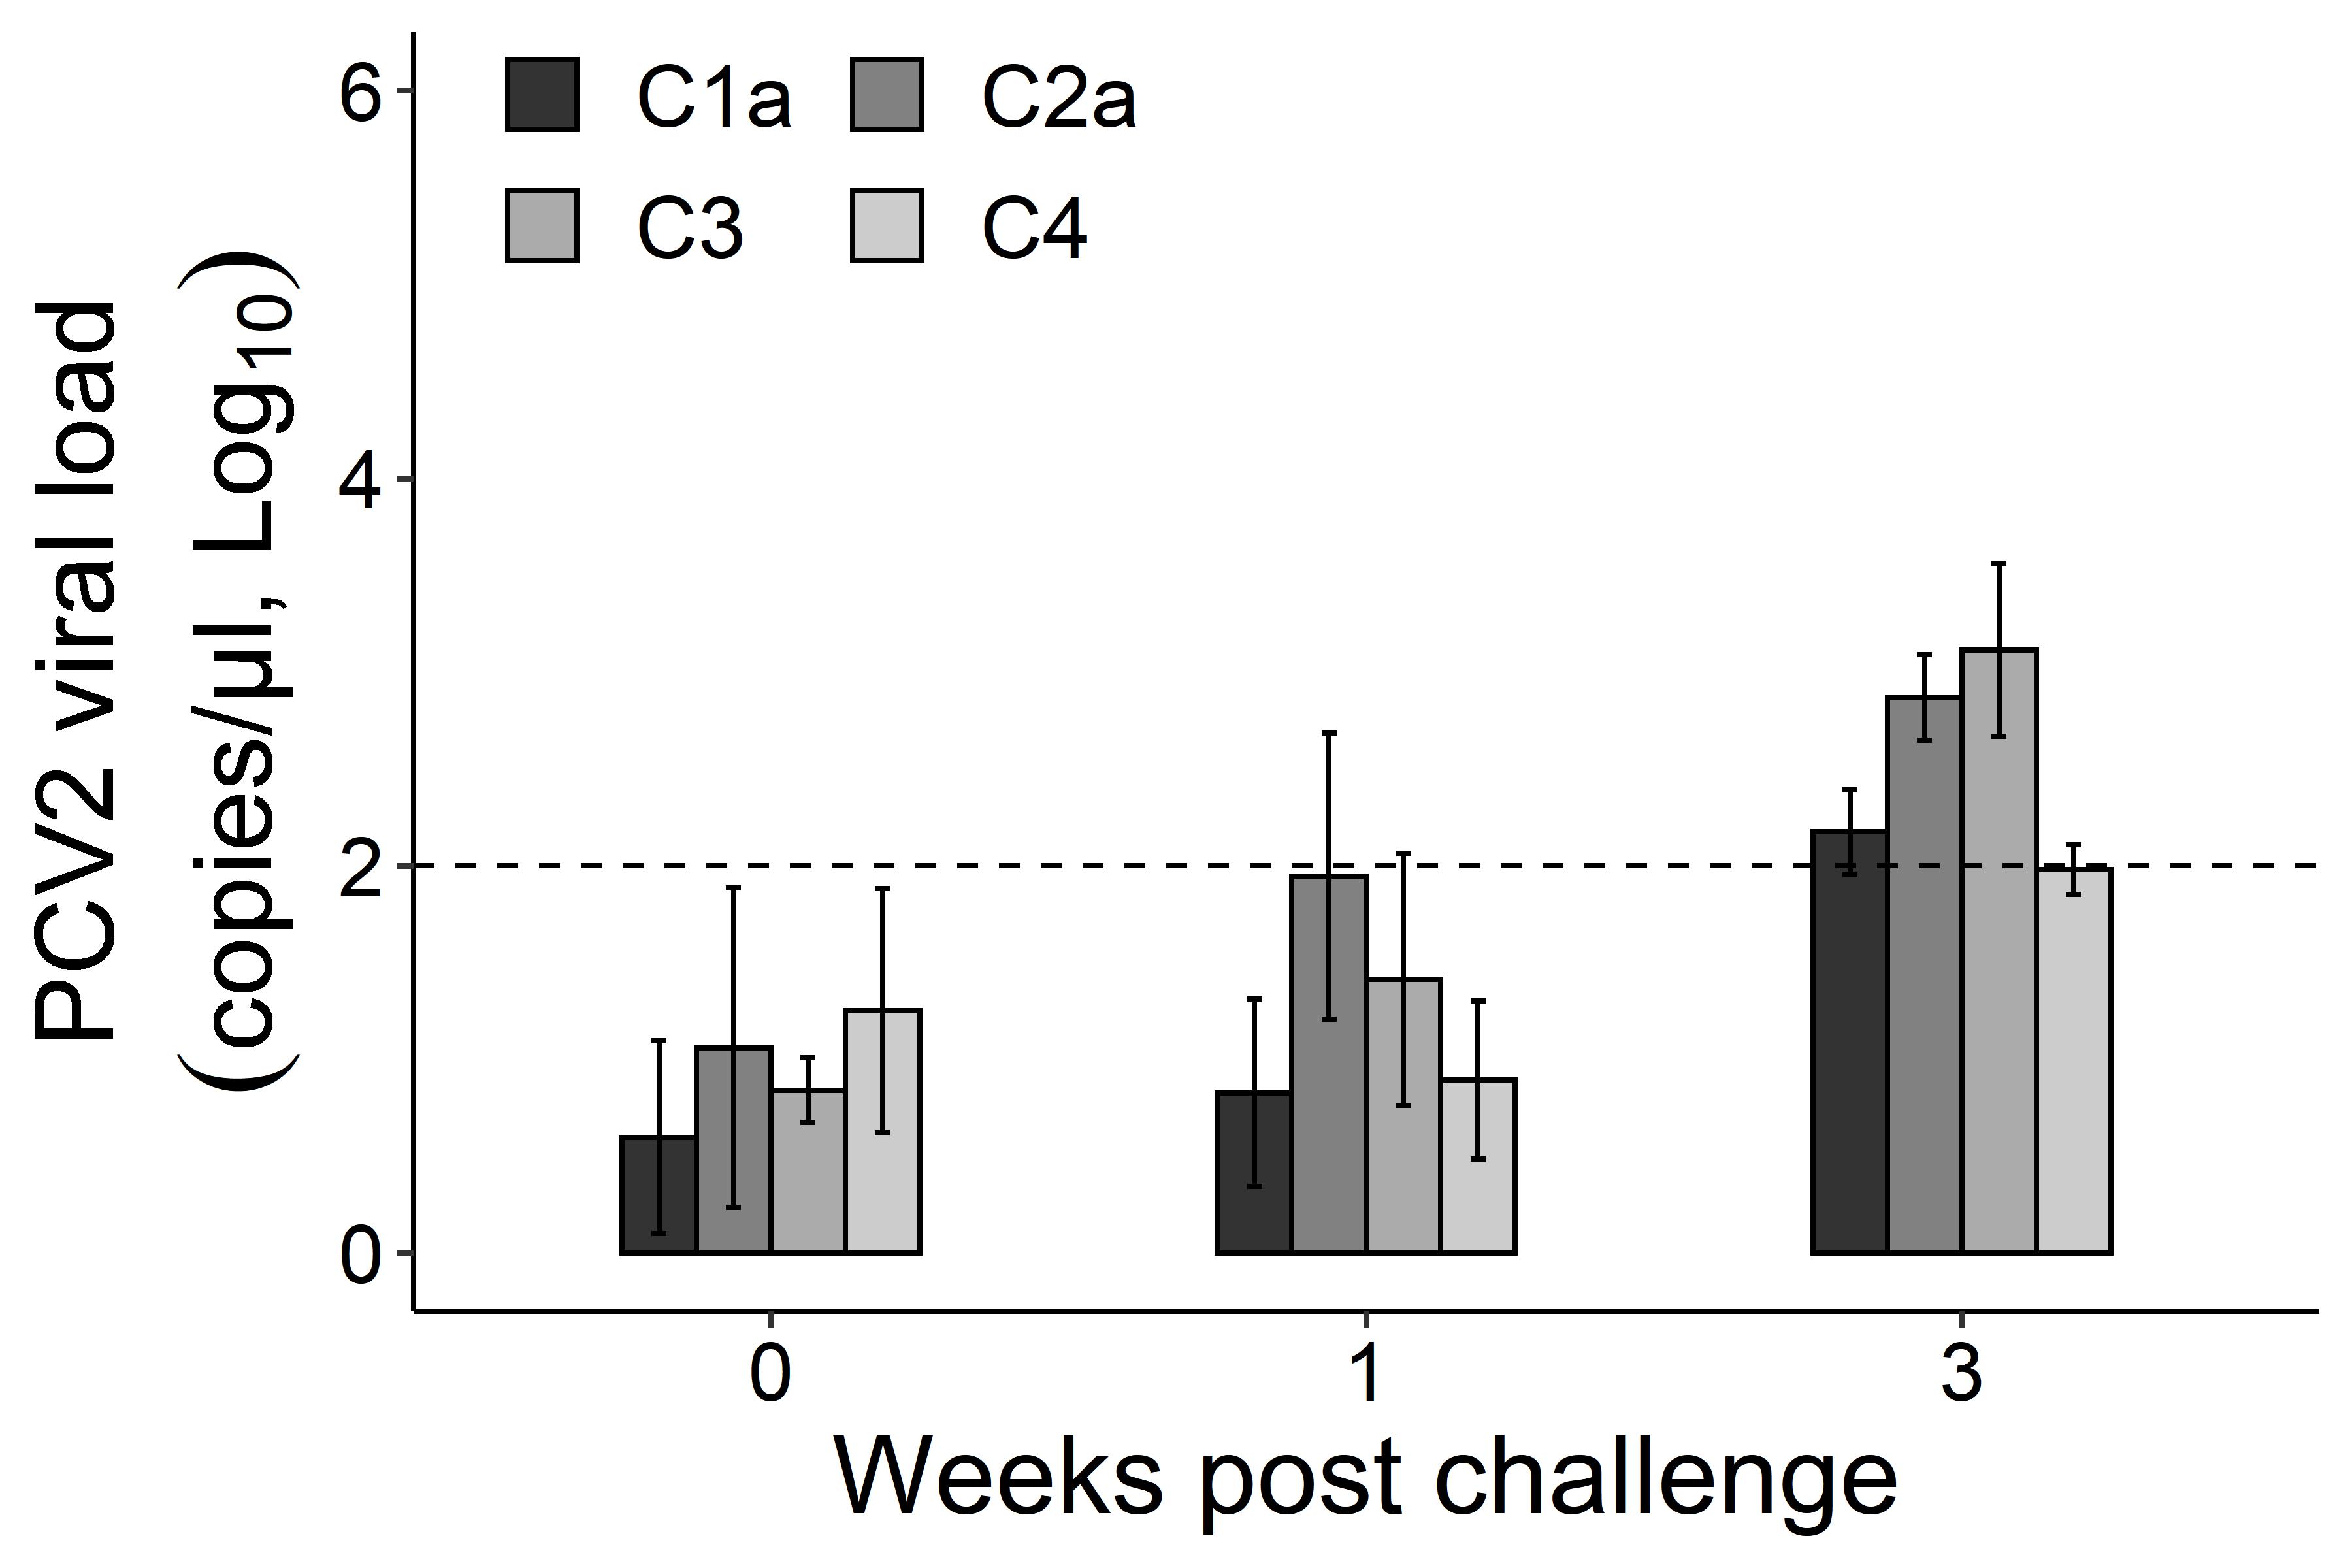 PCV2 viral load
(copies/µl, Log10)
6
4
2
0
C1a C2a
C3 C4
0 1 3
Weeks post challenge